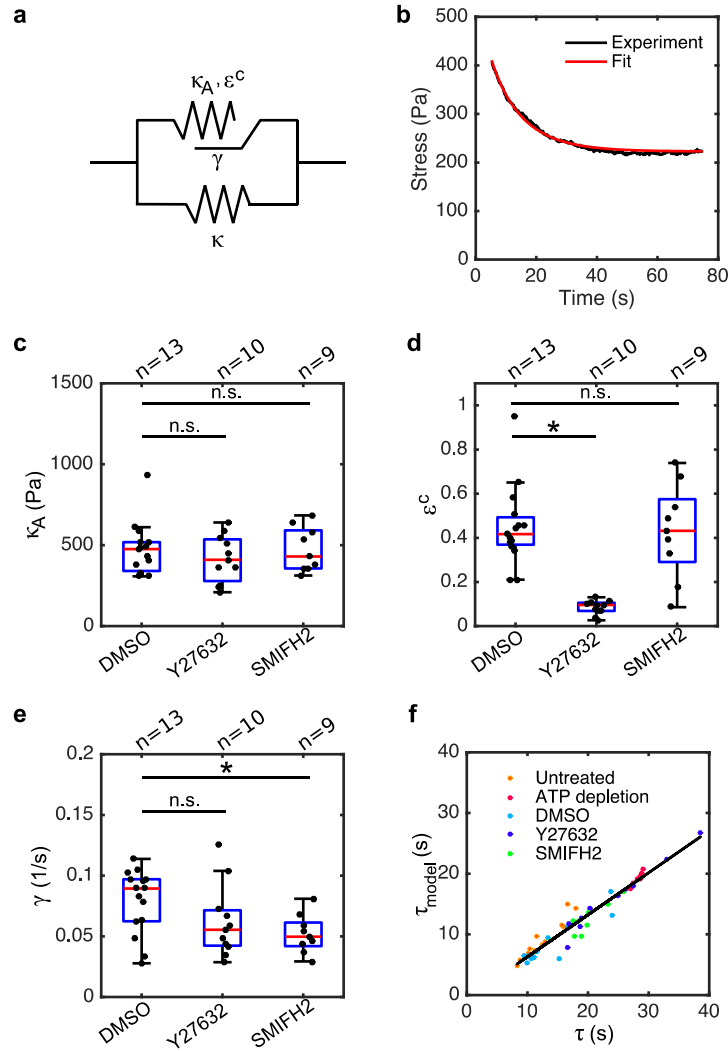 a
κA, εc
γ
κ
b
500
400
300
200
100
0
Stress (Pa)
Experiment
Fit
0
20
40
60
80
Time (s)
c
n=13
n=10
n=9
1500
1000
500
0
κA (Pa)
n.s.
n.s.
DMSO
Y27632
SMIFH2
d
n=13
n=10
n=9
1
0.8
0.6
0.4
0.2
0
εc
n.s.
*
DMSO
Y27632
SMIFH2
e
n=13
n=10
n=9
0.2
0.15
0.1
0.05
0
γ (1/s)
*
n.s.
DMSO
Y27632
SMIFH2
f
40
30
20
10
0
τmodel (s)
Untreated
ATP depletion
DMSO
Y27632
SMIFH2
0
10
20
30
40
τ (s)